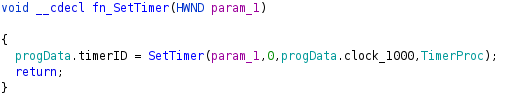 void __cdecl fn_SetTimer(HWND param_1)
{
progData.timerID = SetTimer(param_1,0,progData.clock_1000,TimerProc);
return;
}